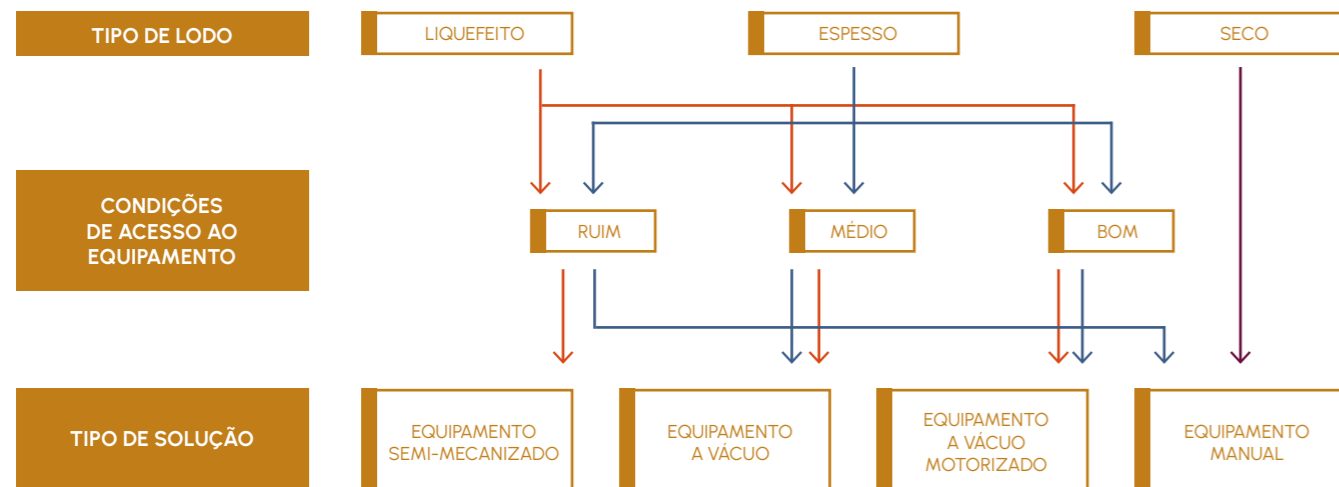 TIPO DE LODO
LIQUEFEITO
ESPESSO
SECO
CONDIÇÕES
DE ACESSO AO
EQUIPAMENTO
RUIM
MÉDIO
BOM
TIPO DE SOLUÇÃO
EQUIPAMENTO
SEMI-MECANIZADO
EQUIPAMENTO
A VÁCUO
EQUIPAMENTO
A VÁCUO
MOTORIZADO
EQUIPAMENTO
MANUAL